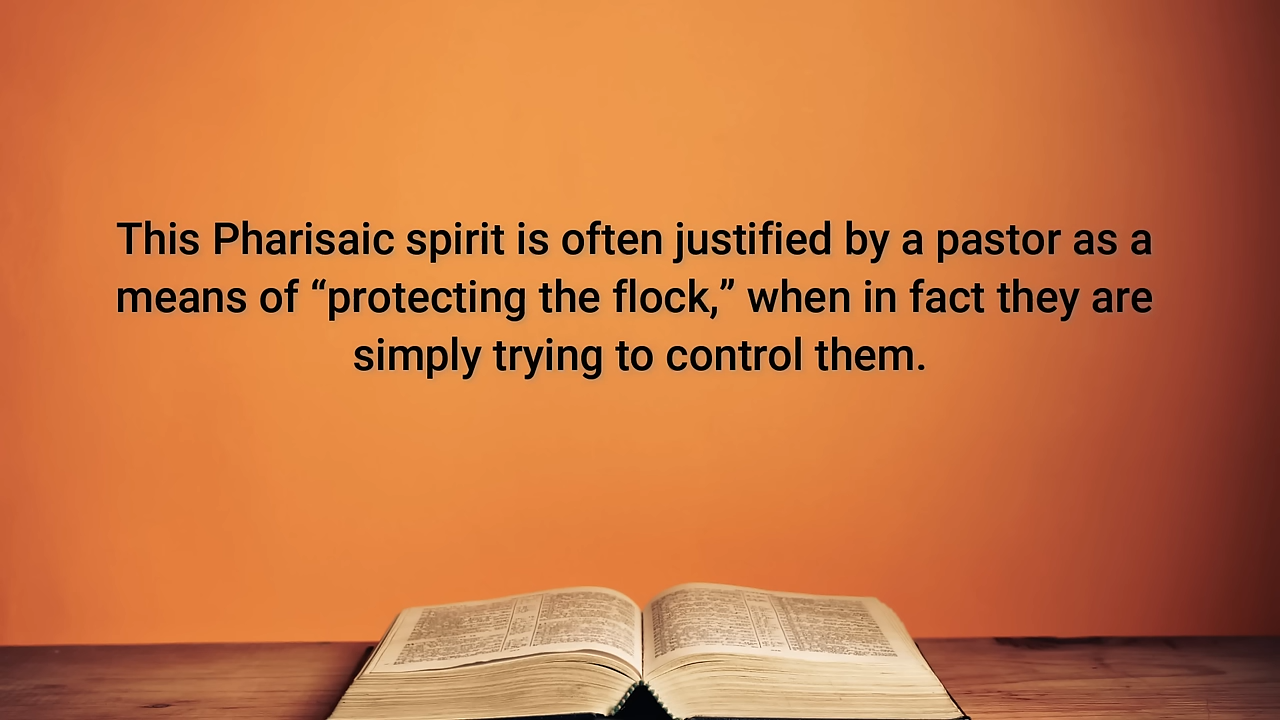 This Pharisaic spirit is often justified by a pastor as a
means of “protecting the flock,” when in fact they are
simply trying to control them.